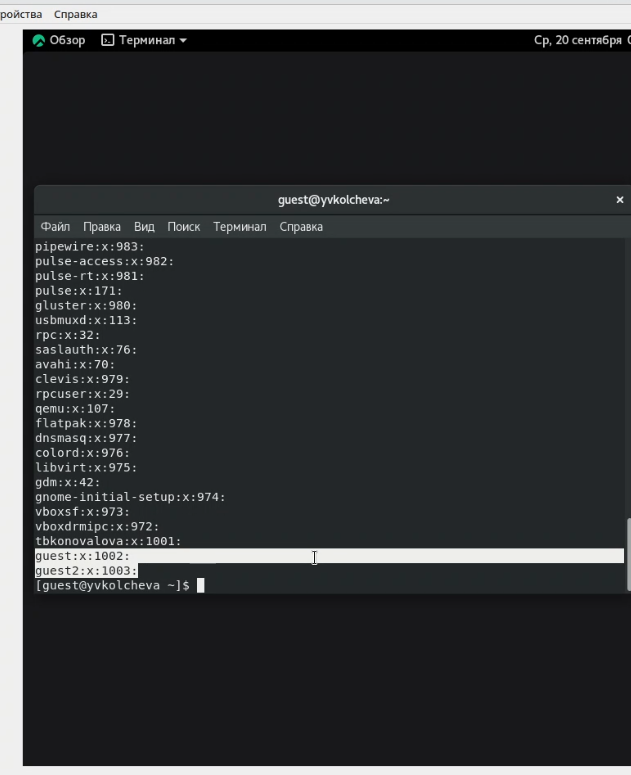 ройства Справка
Обзор Терминал Ср, 20 сентября
guest@yvkolcheva:~ ×
Файл Правка Вид Поиск Терминал Справка
pipewire:x:983:
pulse-access:x:982:
pulse-rt:x:981:
pulse:x:171:
gluster:x:980:
usbmuxd:x:113:
rpc:x:32:
saslauth:x:76:
avahi:x:70:
clevis:x:979:
rpcuser:x:29:
qemu:x:107:
flatpak:x:978:
dnsmasq:x:977:
colord:x:976:
libvirt:x:975:
gdm:x:42:
gnome-initial-setup:x:974:
vboxsf:x:973:
vboxdrmipc:x:972:
tbkonovalova:x:1001:
guest:x:1002:
guest2:x:1003:
[guest@yvkolcheva ~]$